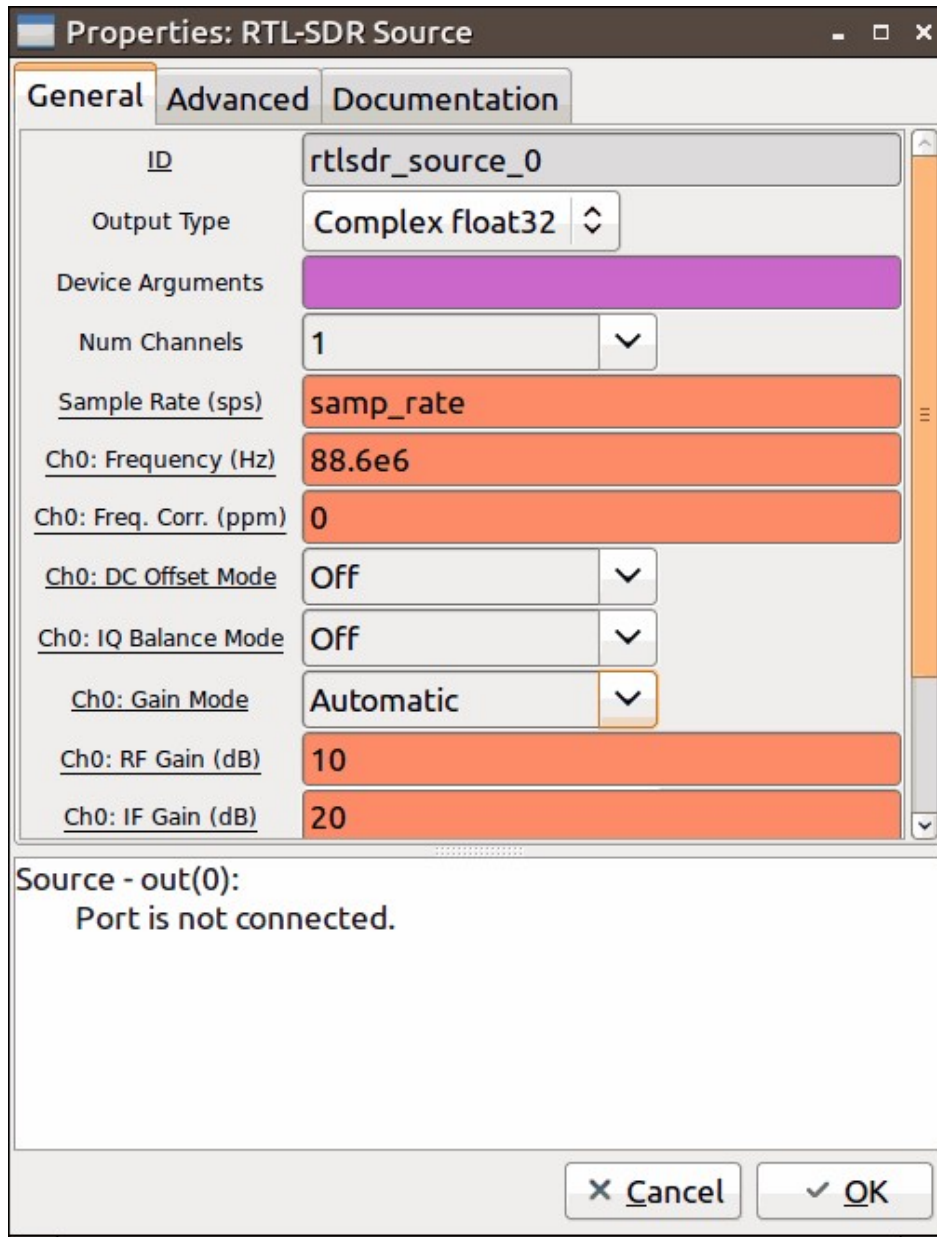 Properties: RTL-SDR Source
General Advanced Documentation
ID rtlsdr_source_0
Output Type Complex float32
Device Arguments
Num Channels 1
Sample Rate (sps) samp_rate
Ch0: Frequency (Hz) 88.6e6
Ch0: Freq. Corr. (ppm) 0
Ch0: DC Offset Mode Off
Ch0: IQ Balance Mode Off
Ch0: Gain Mode Automatic
Ch0: RF Gain (dB) 10
Ch0: IF Gain (dB) 20
Source - out(0):
Port is not connected.
Cancel OK